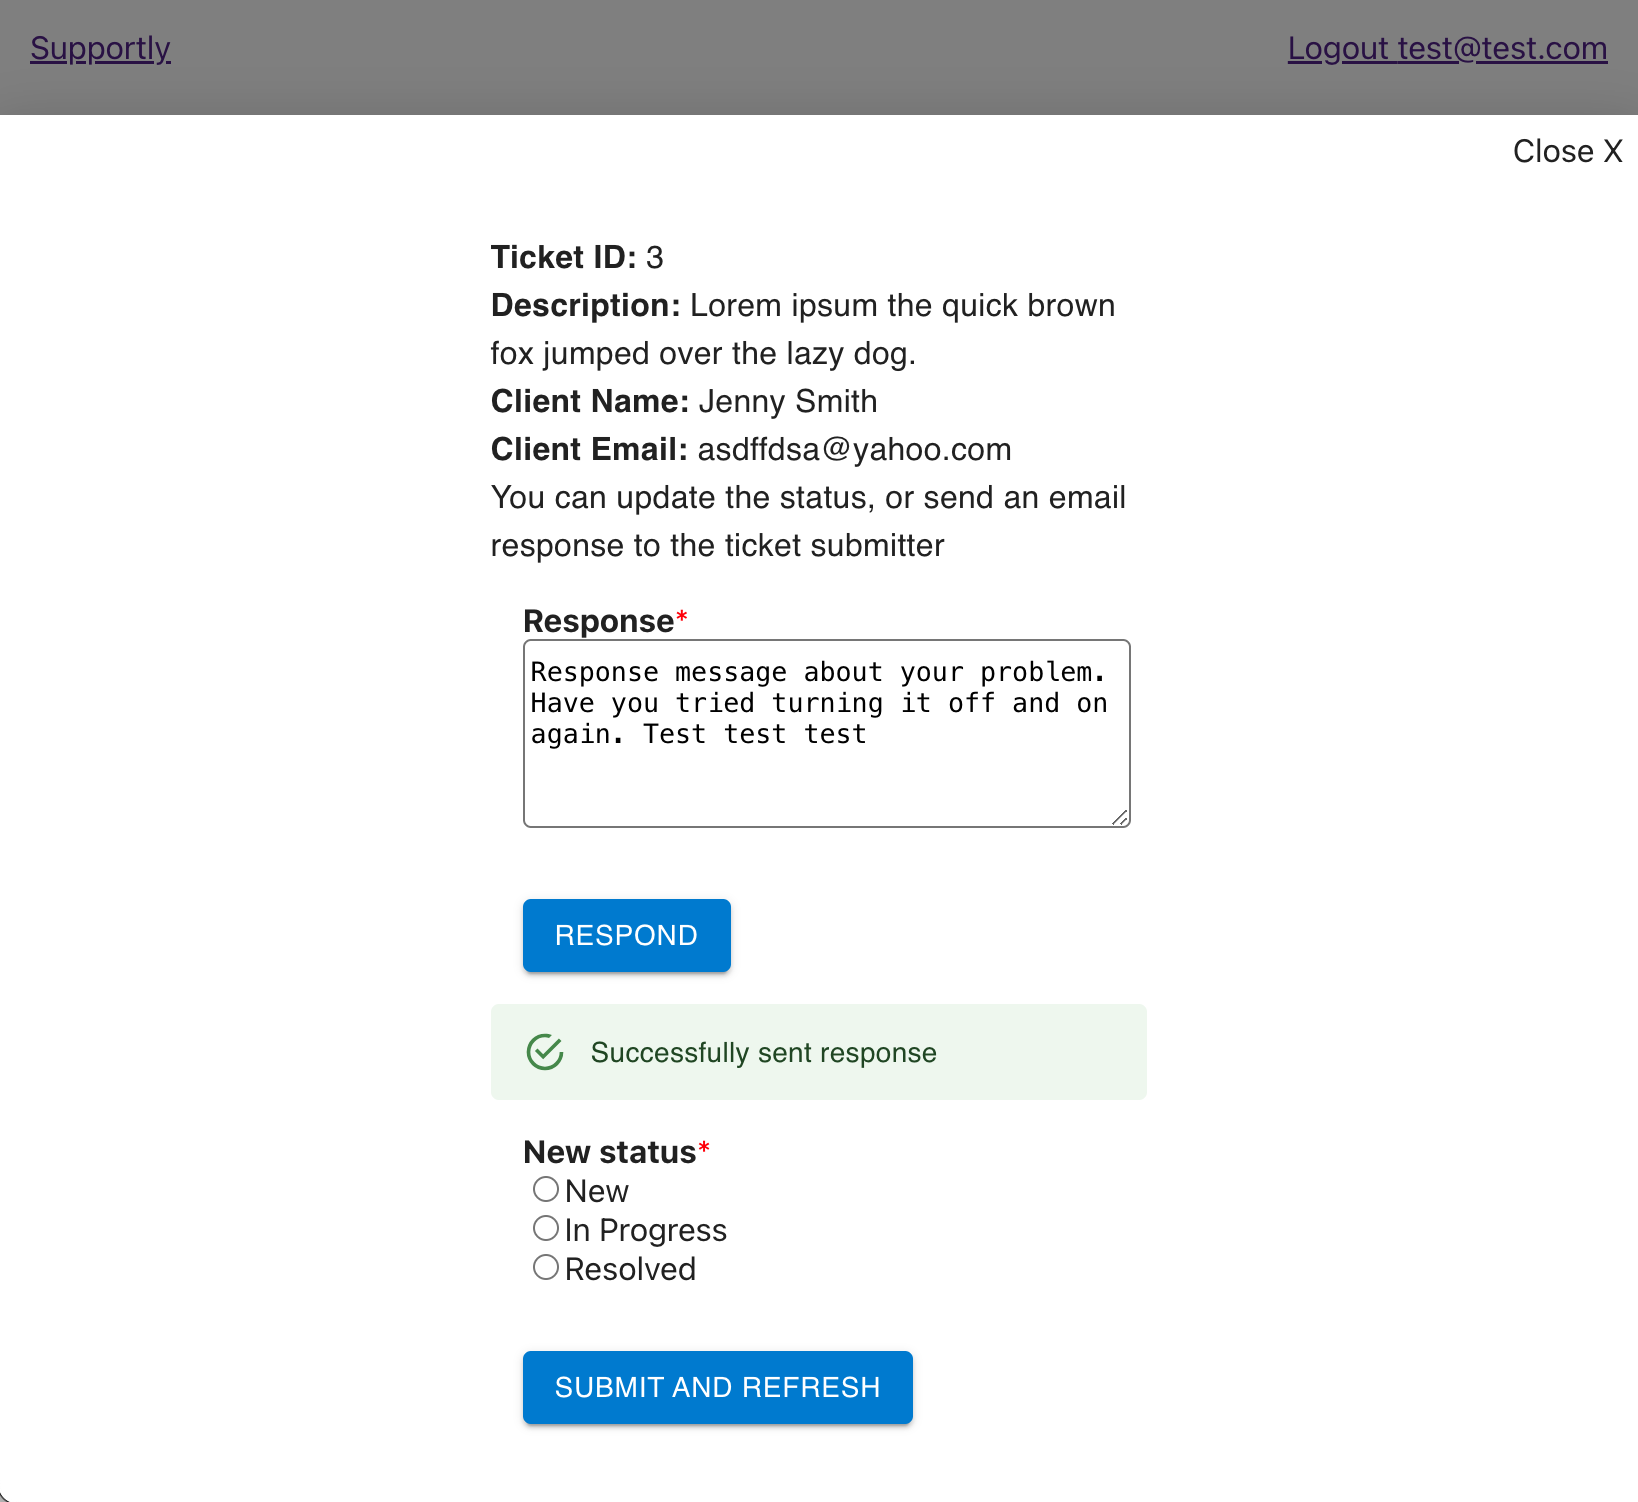 Supportly
Logout test@test.com
Close X
Ticket ID: 3
Description: Lorem ipsum the quick brown
fox jumped over the lazy dog.
Client Name: Jenny Smith
Client Email: asdffdsa@yahoo.com
You can update the status, or send an email
response to the ticket submitter
Response*
Response message about your problem.
Have you tried turning it off and on
again. Test test test
RESPOND
Successfully sent response
New status*
New
In Progress
Resolved
SUBMIT AND REFRESH